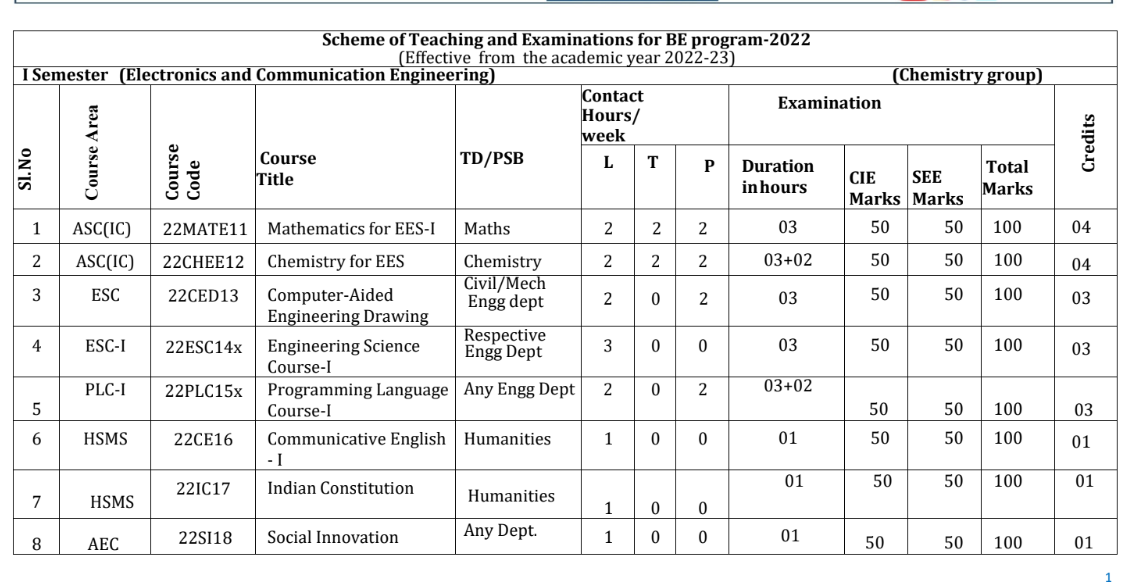 Scheme of Teaching and Examinations for BE program-2022
(Effective from the academic year 2022-23)
I Semester (Electronics and Communication Engineering) (Chemistry group)
Sl.No Course Area Course Code Course Title TD/PSB Contact Hours/ week Examination Credits
L T P Duration inhours CIE Marks SEE Marks Total Marks
1 ASC(IC) 22MATE11 Mathematics for EES-I Maths 2 2 2 03 50 50 100 04
2 ASC(IC) 22CHEE12 Chemistry for EES Chemistry 2 2 2 03+02 50 50 100 04
3 ESC 22CED13 Computer-Aided Engineering Drawing Civil/Mech Engg dept 2 0 2 03 50 50 100 03
4 ESC-I 22ESC14x Engineering Science Course-I Respective Engg Dept 3 0 0 03 50 50 100 03
5 PLC-I 22PLC15x Programming Language Course-I Any Engg Dept 2 0 2 03+02 50 50 100 03
6 HSMS 22CE16 Communicative English - I Humanities 1 0 0 01 50 50 100 01
7 HSMS 22IC17 Indian Constitution Humanities 1 0 0 01 50 50 100 01
8 AEC 22SI18 Social Innovation Any Dept. 1 0 0 01 50 50 100 01
1